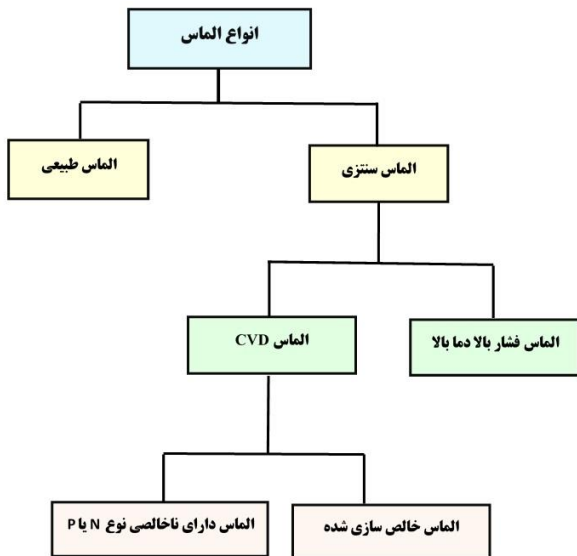 انواع الماس
الماس سنتزی
الماس طبیعی
الماس فشار بالا دما بالا
الماس CVD
الماس خالص سازی شده
الماس دارای ناخالصی نوع N یا P